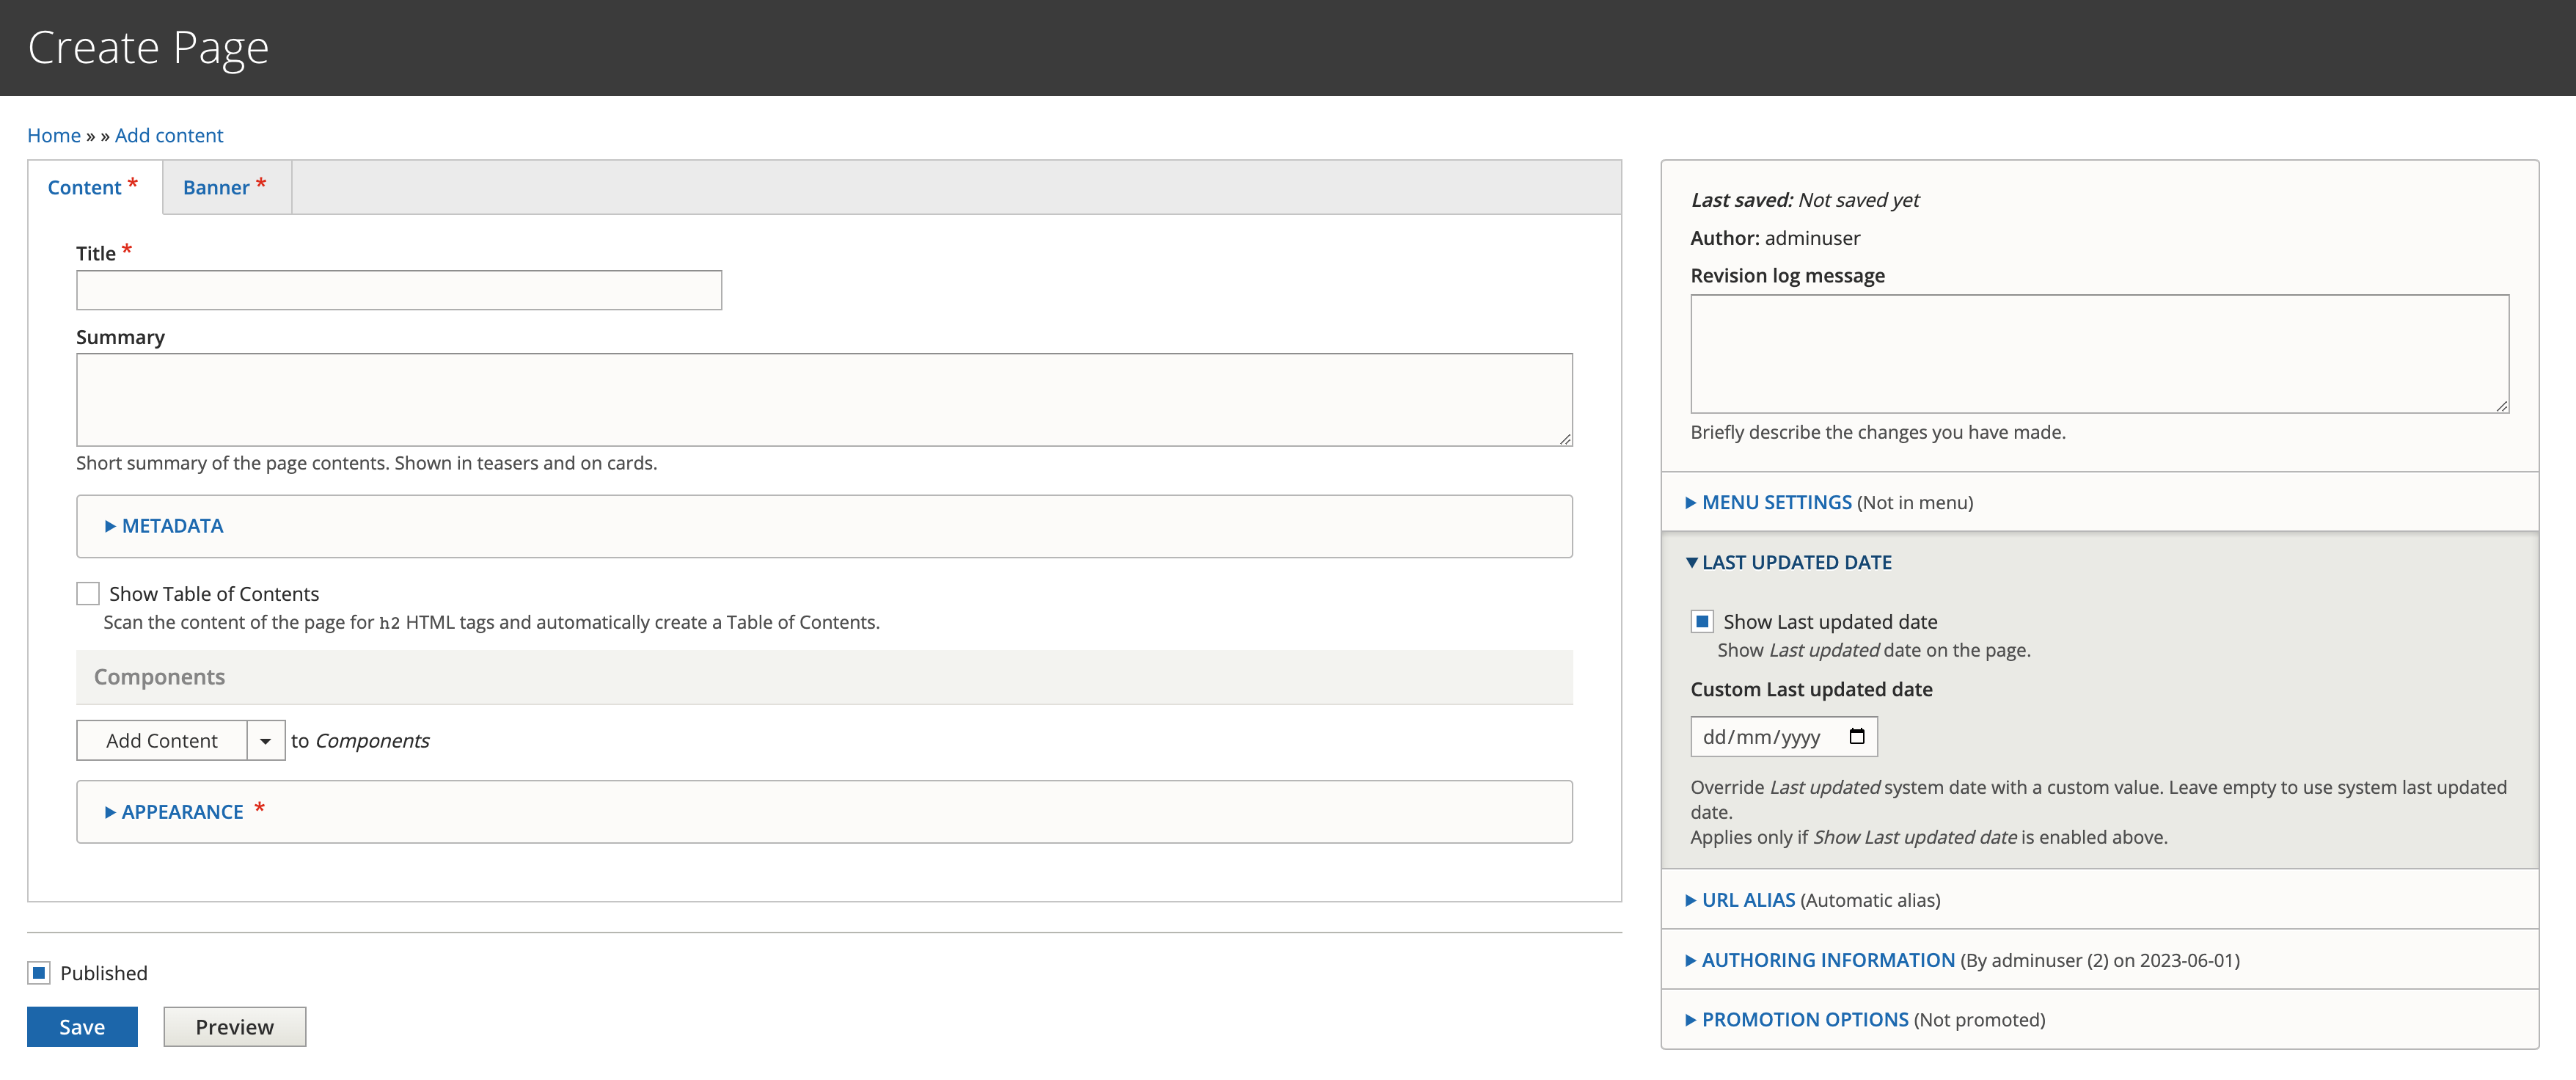 Create Page
Home » » Add content
Content *
Banner *
Title *
Summary
Short summary of the page contents. Shown in teasers and on cards.
METADATA
Show Table of Contents
Scan the content of the page for h2 HTML tags and automatically create a Table of Contents.
Components
Add Content to Components
APPEARANCE *
Published
Save
Preview
Last saved: Not saved yet
Author: adminuser
Revision log message
Briefly describe the changes you have made.
MENU SETTINGS (Not in menu)
LAST UPDATED DATE
Show Last updated date
Show Last updated date on the page.
Custom Last updated date
dd/mm/yyyy
Override Last updated system date with a custom value. Leave empty to use system last updated
date.
Applies only if Show Last updated date is enabled above.
URL ALIAS (Automatic alias)
AUTHORING INFORMATION (By adminuser (2) on 2023-06-01)
PROMOTION OPTIONS (Not promoted)